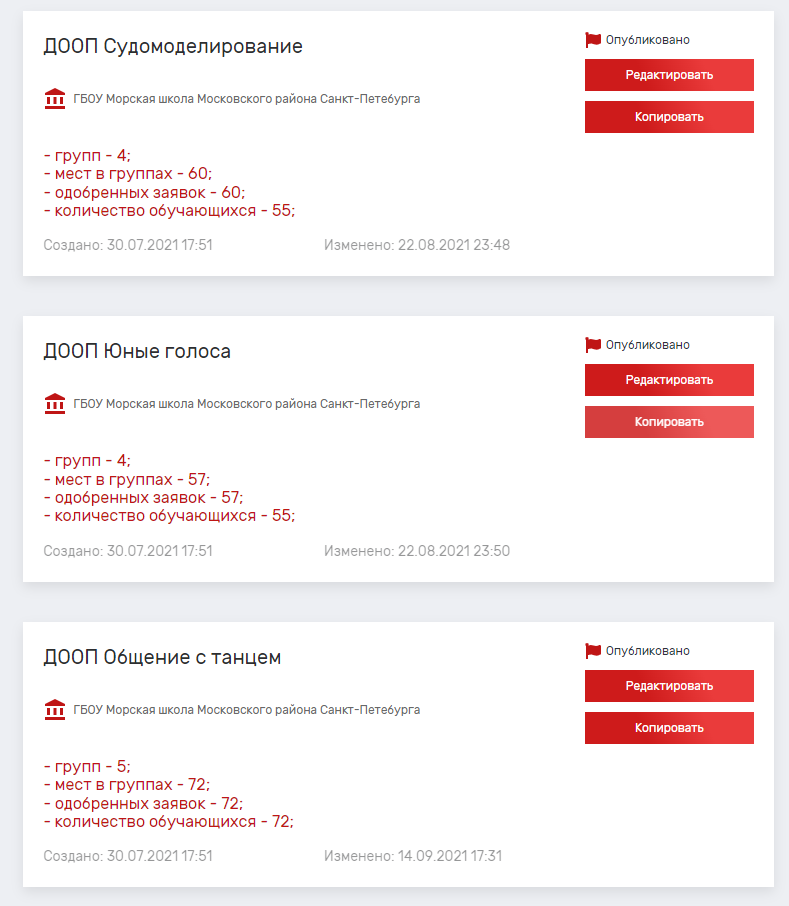 ДООП Судомоделирование
Опубликовано
Редактировать
ГБОУ Морская школа Московского района Санкт-Петебурга
Копировать
- групп - 4;
- мест в группах - 60;
- одобренных заявок - 60;
- количество обучающихся - 55;
Создано: 30.07.2021 17:51 Изменено: 22.08.2021 23:48
ДООП Юные голоса
Опубликовано
Редактировать
ГБОУ Морская школа Московского района Санкт-Петебурга
Копировать
- групп - 4;
- мест в группах - 57;
- одобренных заявок - 57;
- количество обучающихся - 55;
Создано: 30.07.2021 17:51 Изменено: 22.08.2021 23:50
ДООП Общение с танцем
Опубликовано
Редактировать
ГБОУ Морская школа Московского района Санкт-Петебурга
Копировать
- групп - 5;
- мест в группах - 72;
- одобренных заявок - 72;
- количество обучающихся - 72;
Создано: 30.07.2021 17:51 Изменено: 14.09.2021 17:31